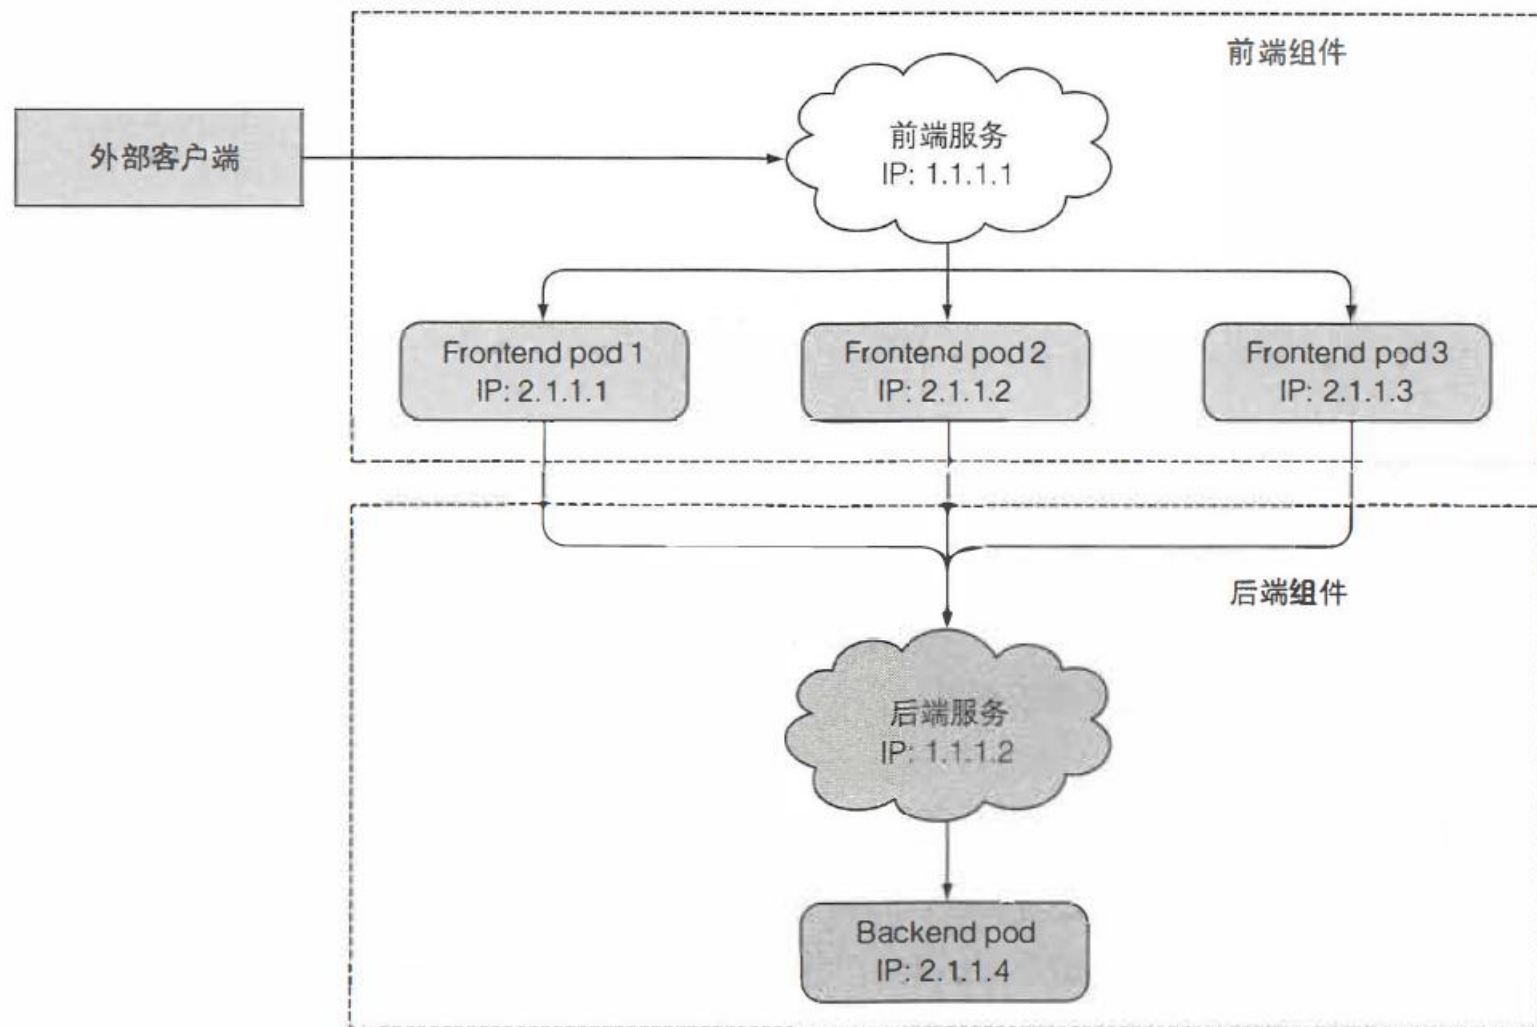 前端组件
外部客户端
前端服务
IP: 1.1.1.1
Frontend pod 1
IP: 2.1.1.1
Frontend pod 2
IP: 2.1.1.2
Frontend pod 3
IP: 2.1.1.3
后端组件
后端服务
IP: 1.1.1.2
Backend pod
IP: 2.1.1.4